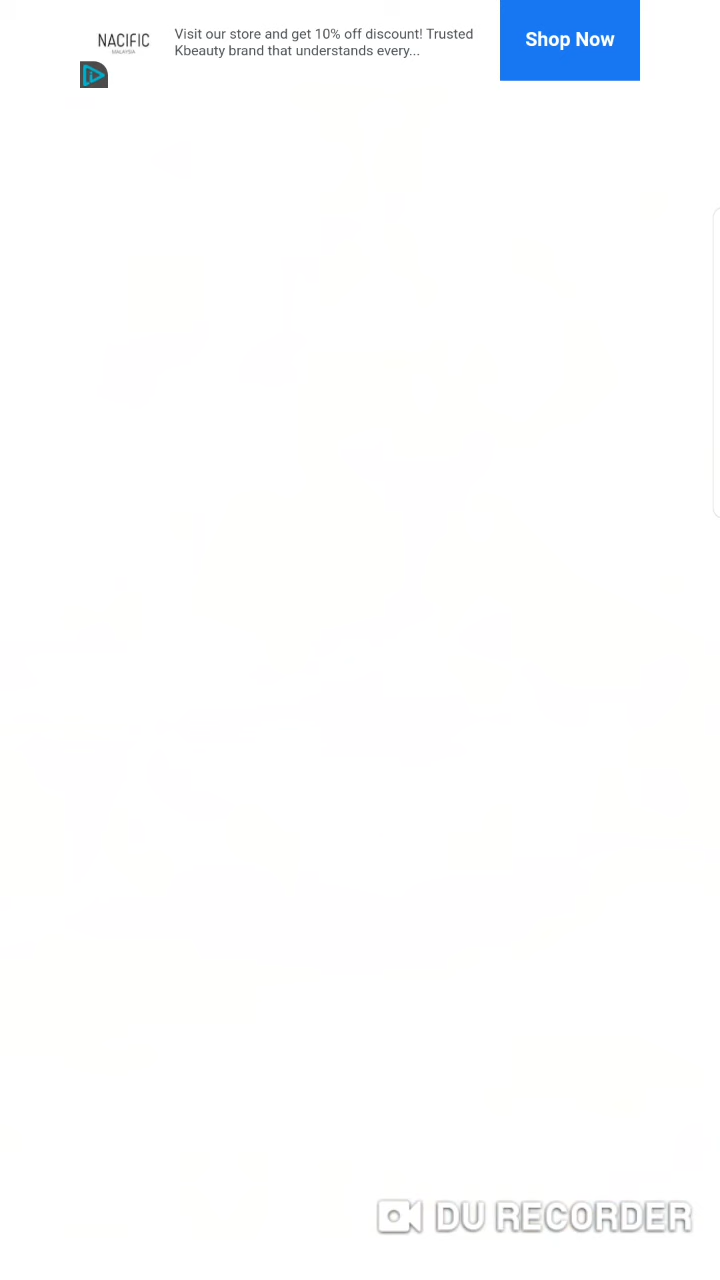 NACIFIC
MALAYSIA
Visit our store and get 10% off discount! Trusted
Kbeauty brand that understands every...
Shop Now
DU RECORDER